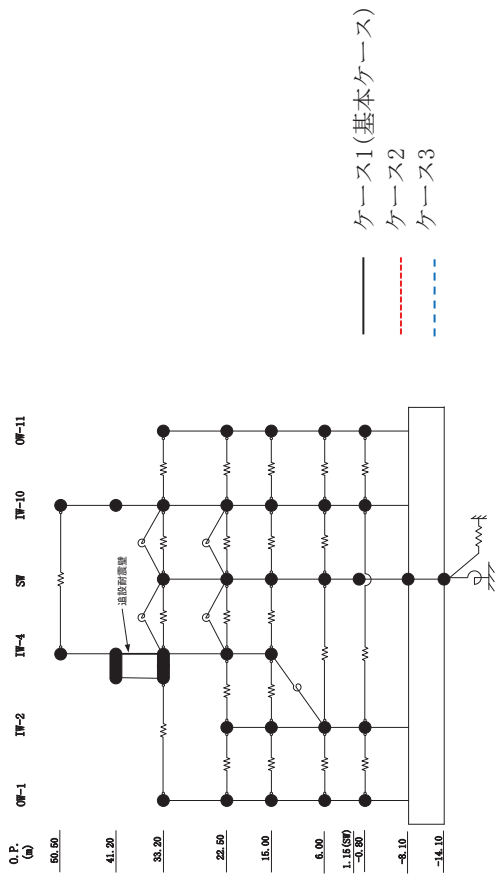 O.P.
(m)
OW-1
IW-2
IW-4
SW
IW-10
OW-11
50.50
41.20
33.20
22.50
15.00
6.00
1.15(SW)
-0.80
-8.10
-14.10
追設耐震壁
ケース1(基本ケース)
ケース2
ケース3